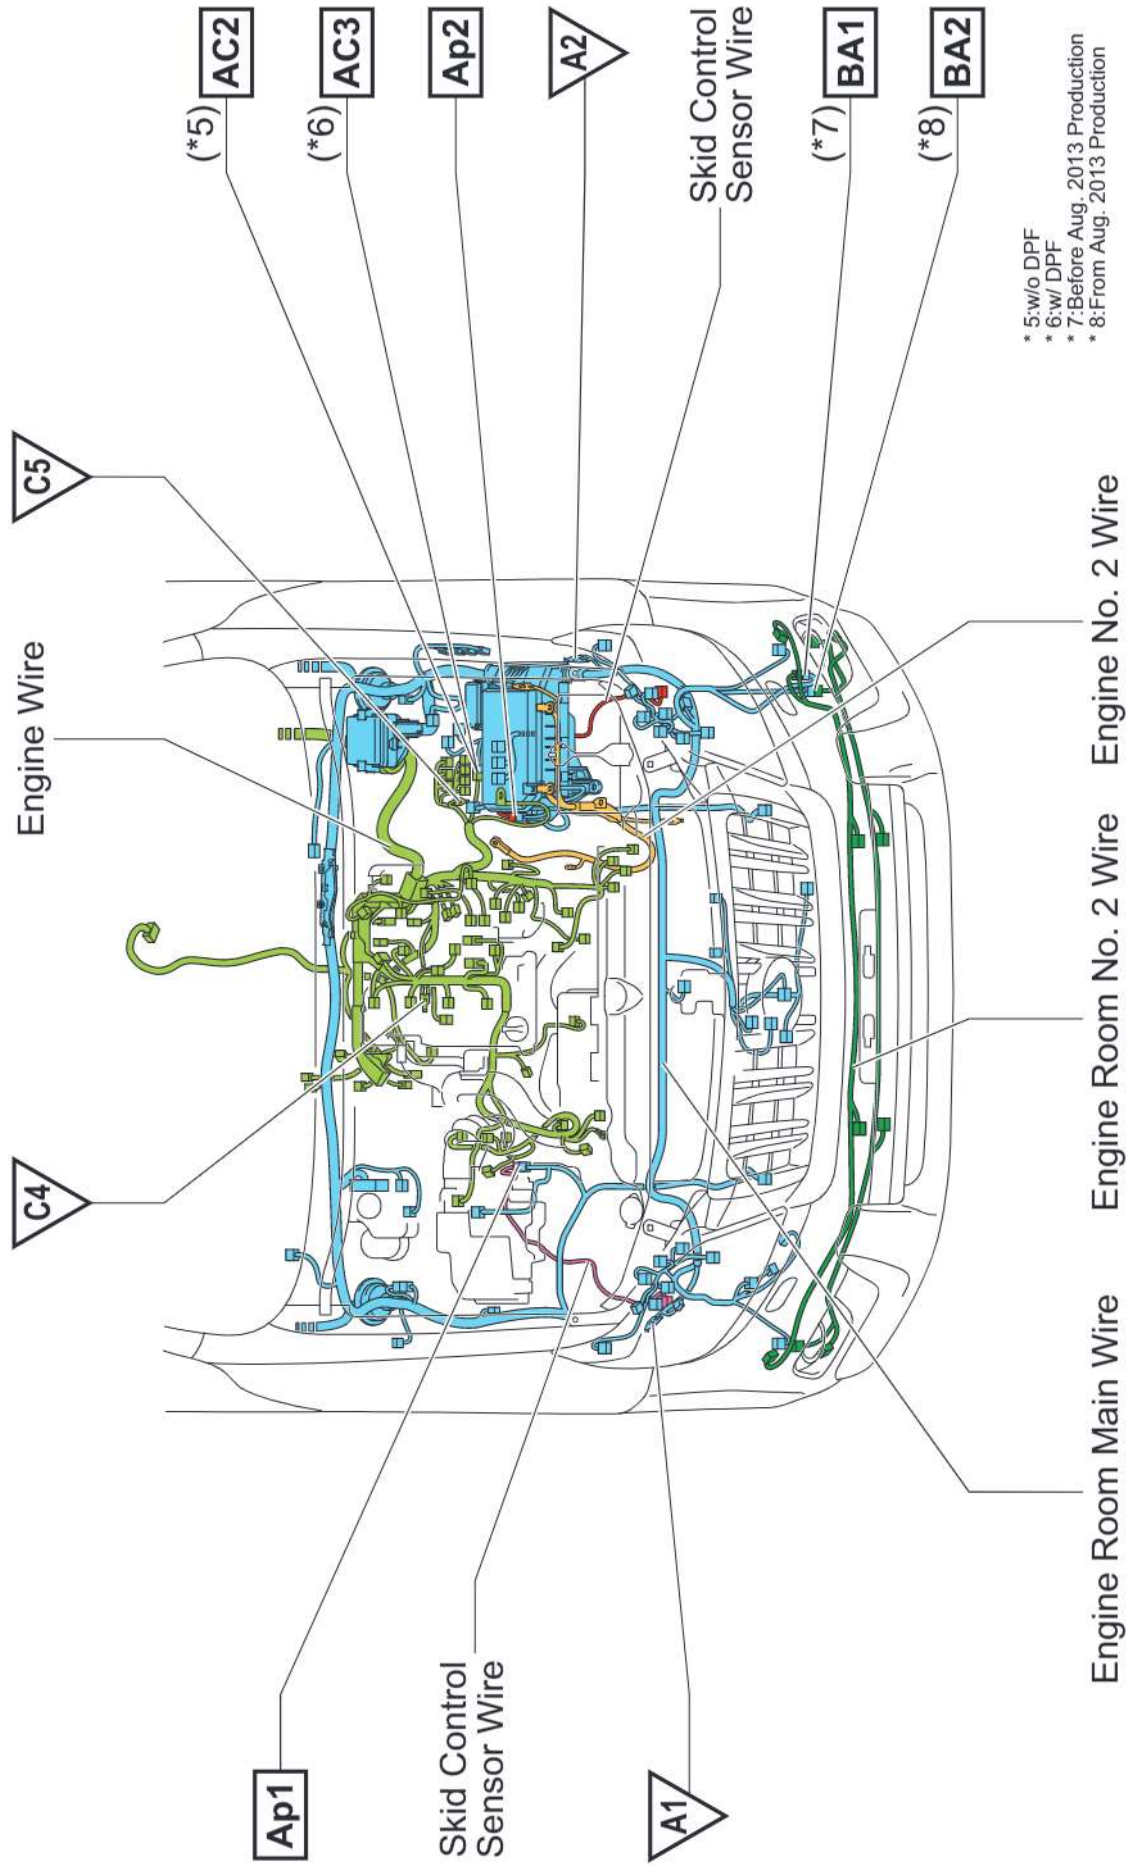 C4
Engine Wire
C5
Ap1
AC2
(*5)
AC3
(*6)
Skid Control
Sensor Wire
Ap2
A2
A1
Skid Control
Sensor Wire
BA1
(*7)
BA2
(*8)
Engine Room Main Wire
Engine Room No. 2 Wire
Engine No. 2 Wire
* 5:w/o DPF
* 6:w/ DPF
* 7:Before Aug. 2013 Production
* 8:From Aug. 2013 Production